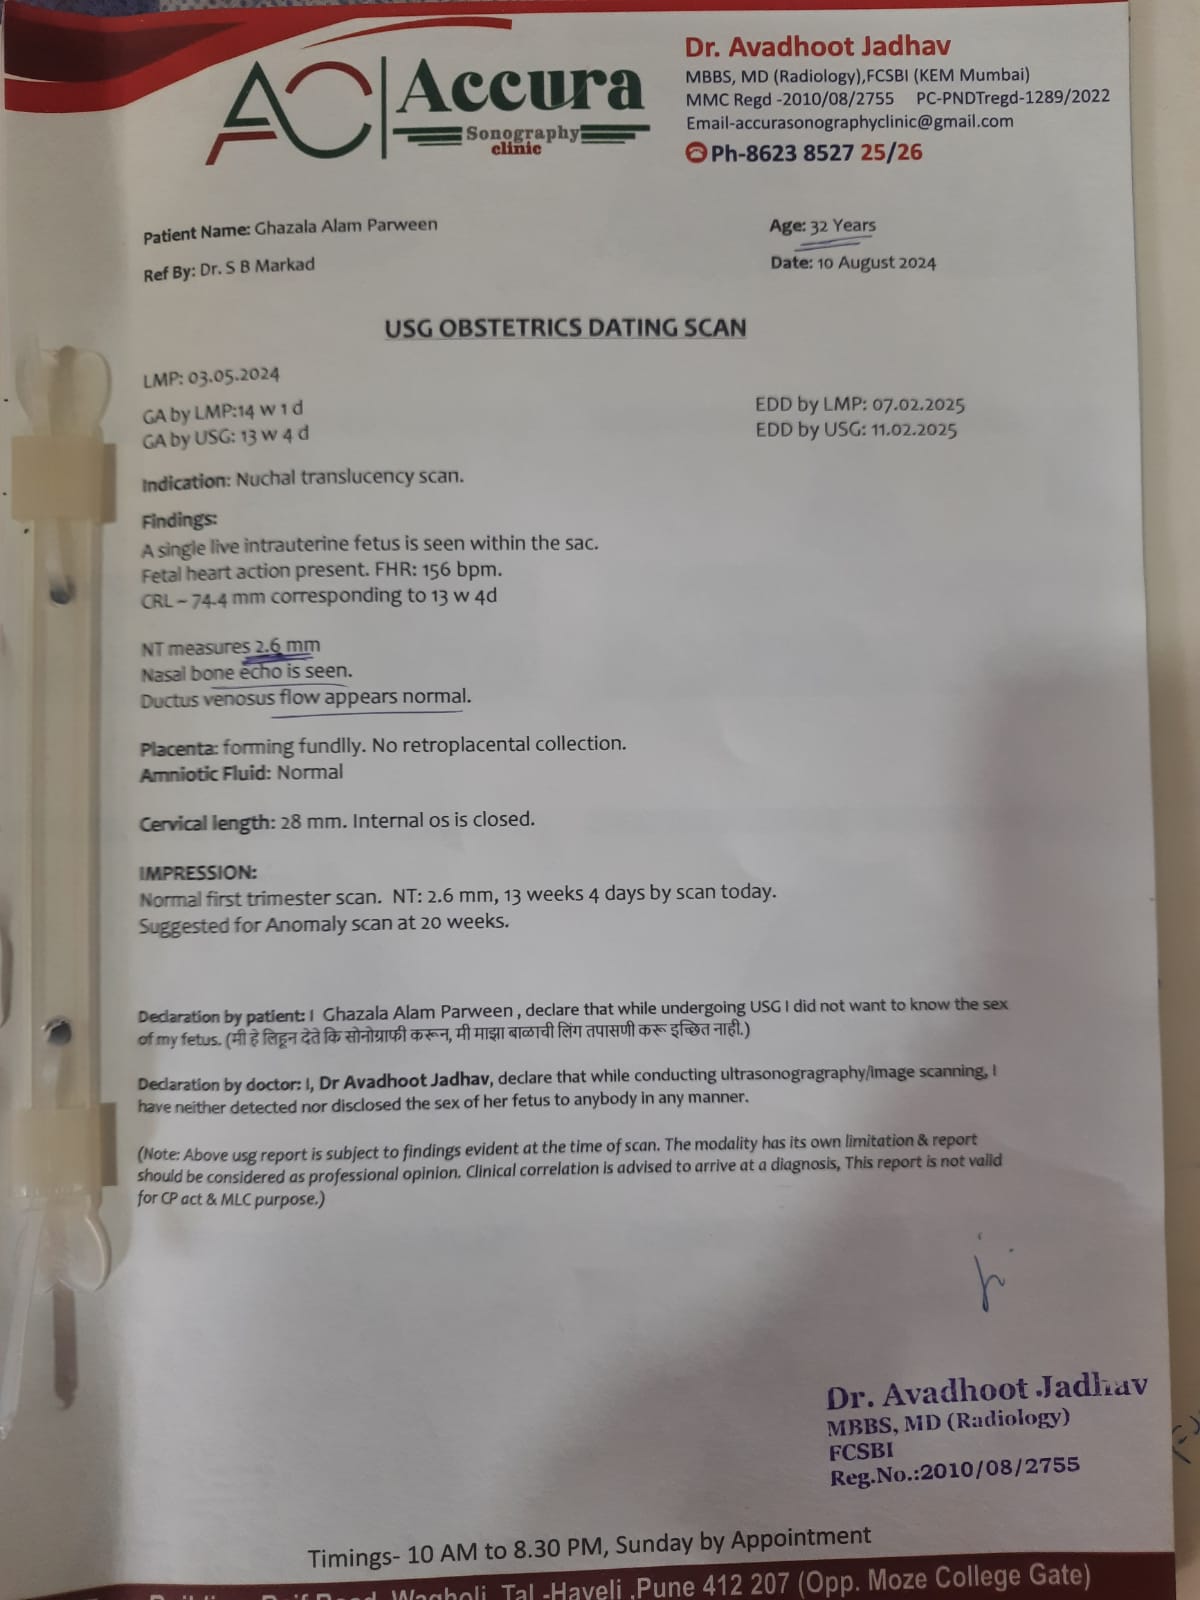 AC Accura
Sonography
clinic
Dr. Avadhoot Jadhav
MBBS, MD (Radiology),FCSBI (KEM Mumbai)
MMC Regd -2010/08/2755 PC-PNDTregd-1289/2022
Email-accurasonographyclinic@gmail.com
Ph-8623 8527 25/26
Patient Name: Ghazala Alam Parween
Age: 32 Years
Ref By: Dr. S B Markad
Date: 10 August 2024
USG OBSTETRICS DATING SCAN
LMP: 03.05.2024
GA by LMP:14 w 1 d
EDD by LMP: 07.02.2025
GA by USG: 13 w 4 d
EDD by USG: 11.02.2025
Indication: Nuchal translucency scan.
Findings:
A single live intrauterine fetus is seen within the sac.
Fetal heart action present. FHR: 156 bpm.
CRL – 74.4 mm corresponding to 13 w 4d
NT measures 2.6 mm
Nasal bone echo is seen.
Ductus venosus flow appears normal.
Placenta: forming fundlly. No retroplacental collection.
Amniotic Fluid: Normal
Cervical length: 28 mm. Internal os is closed.
IMPRESSION:
Normal first trimester scan. NT: 2.6 mm, 13 weeks 4 days by scan today.
Suggested for Anomaly scan at 20 weeks.
Declaration by patient: I Ghazala Alam Parween , declare that while undergoing USG I did not want to know the sex
of my fetus. (मी हे लिहून देते कि सोनोग्राफी करून, मी माझा बाळाची लिंग तपासणी करू इच्छित नाही.)
Declaration by doctor: I, Dr Avadhoot Jadhav, declare that while conducting ultrasonogragraphy/image scanning, I
have neither detected nor disclosed the sex of her fetus to anybody in any manner.
(Note: Above usg report is subject to findings evident at the time of scan. The modality has its own limitation & report
should be considered as professional opinion. Clinical correlation is advised to arrive at a diagnosis, This report is not valid
for CP act & MLC purpose.)
Dr. Avadhoot Jadhav
MBBS, MD (Radiology)
FCSBI
Reg.No.:2010/08/2755
Timings- 10 AM to 8.30 PM, Sunday by Appointment
Road, Wagholi, Tal -Haveli ,Pune 412 207 (Opp. Moze College Gate)